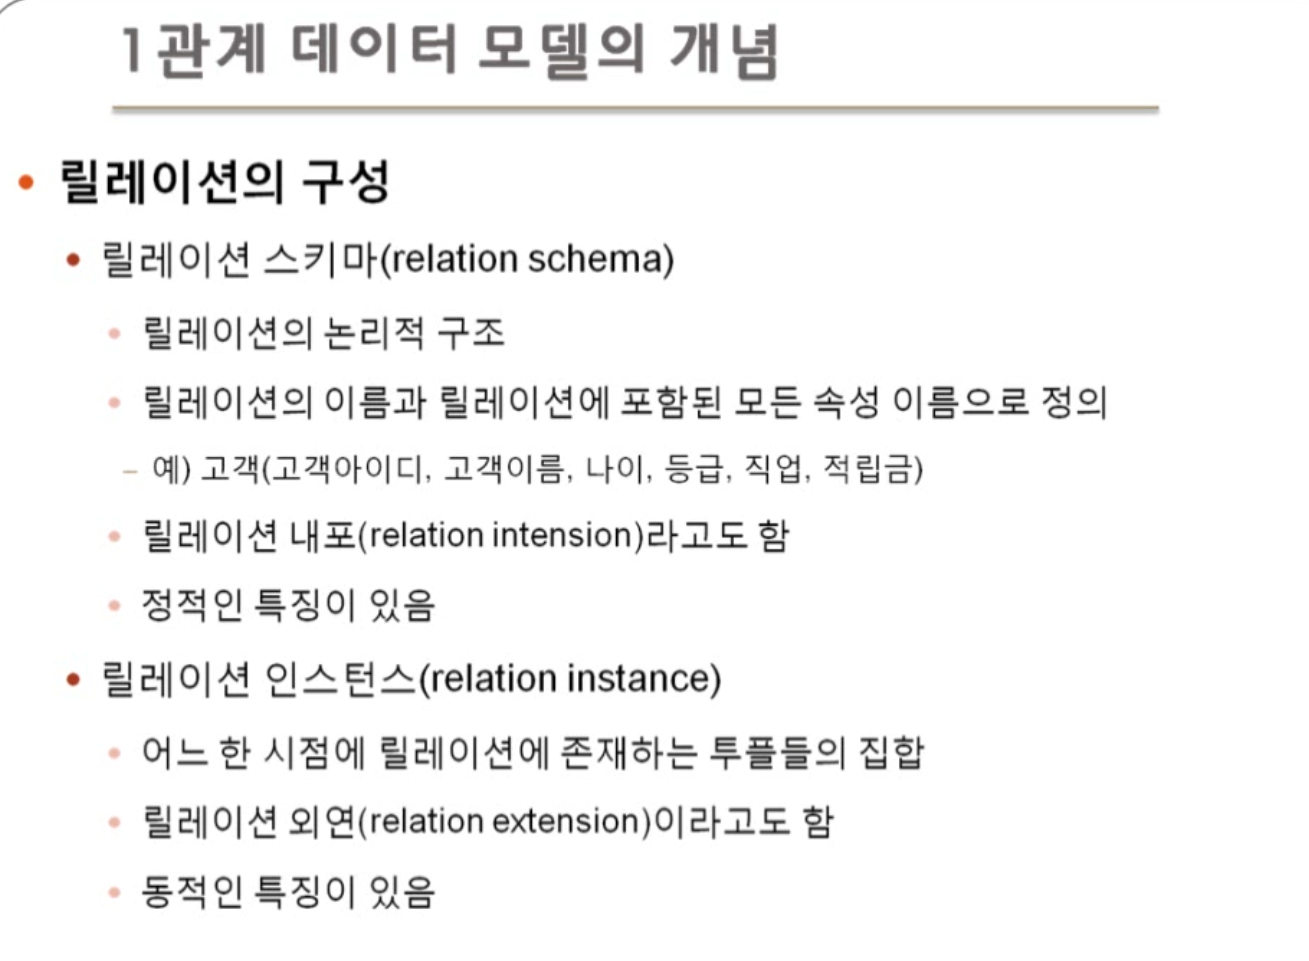 1관계 데이터 모델의 개념
• 릴레이션의 구성
• 릴레이션 스키마(relation schema)
• 릴레이션의 논리적 구조
• 릴레이션의 이름과 릴레이션에 포함된 모든 속성 이름으로 정의
– 예) 고객(고객아이디, 고객이름, 나이, 등급, 직업, 적립금)
• 릴레이션 내포(relation intension)라고도 함
• 정적인 특징이 있음
• 릴레이션 인스턴스(relation instance)
• 어느 한 시점에 릴레이션에 존재하는 투플들의 집합
• 릴레이션 외연(relation extension)이라고도 함
• 동적인 특징이 있음